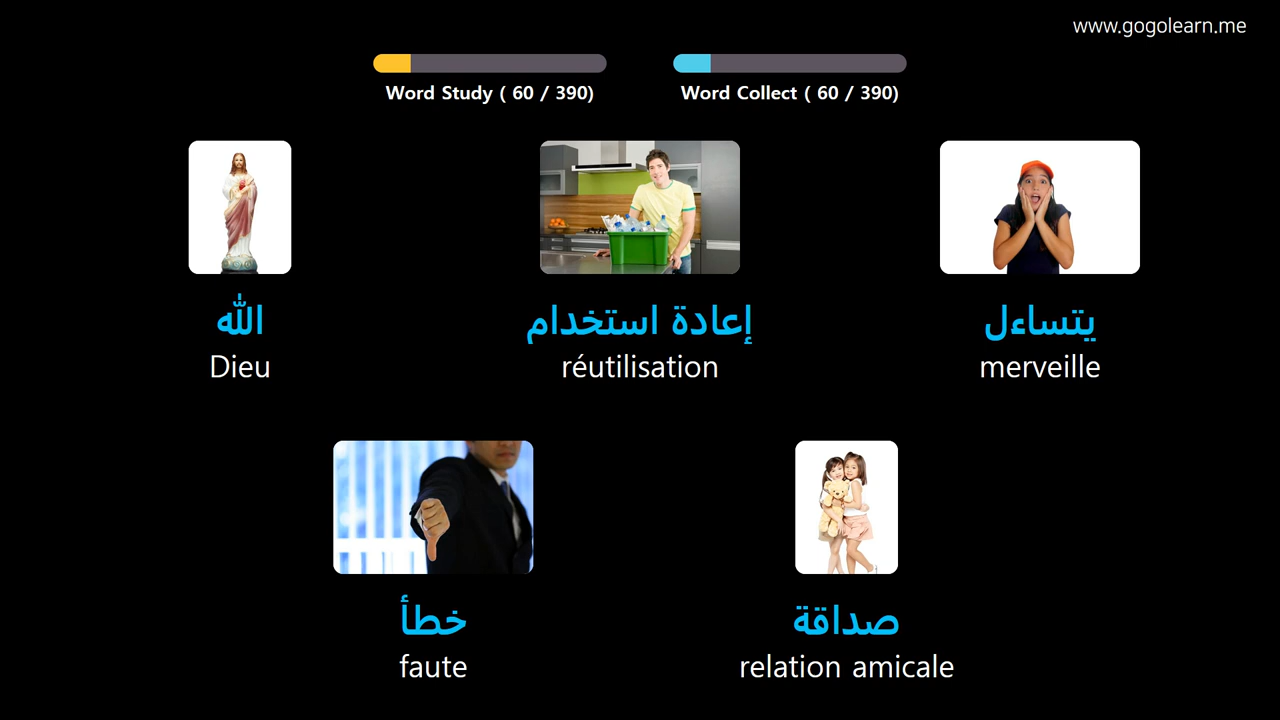 www.gogolearn.me
Word Study ( 60 / 390)
Word Collect ( 60 / 390)
الله
Dieu
إعادة استخدام
réutilisation
يتساءل
merveille
خطأ
faute
صداقة
relation amicale